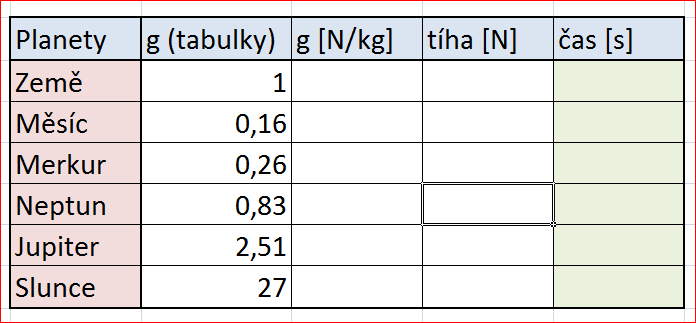 Planety g (tabulky) g [N/kg] tíha [N] čas [s]
Země 1
Měsíc 0,16
Merkur 0,26
Neptun 0,83
Jupiter 2,51
Slunce 27